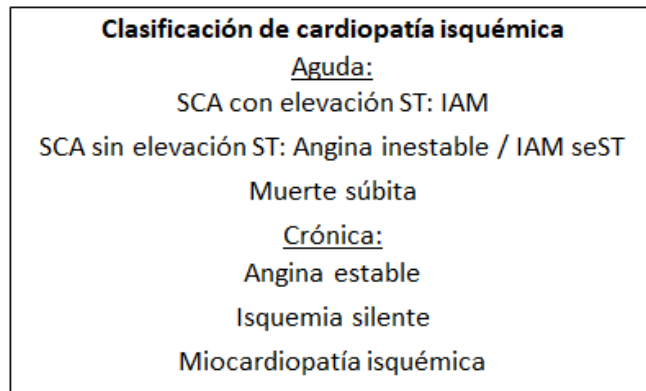 Clasificación de cardiopatía isquémica
Aguda:
SCA con elevación ST: IAM
SCA sin elevación ST: Angina inestable / IAM seST
Muerte súbita
Crónica:
Angina estable
Isquemia silente
Miocardiopatía isquémica